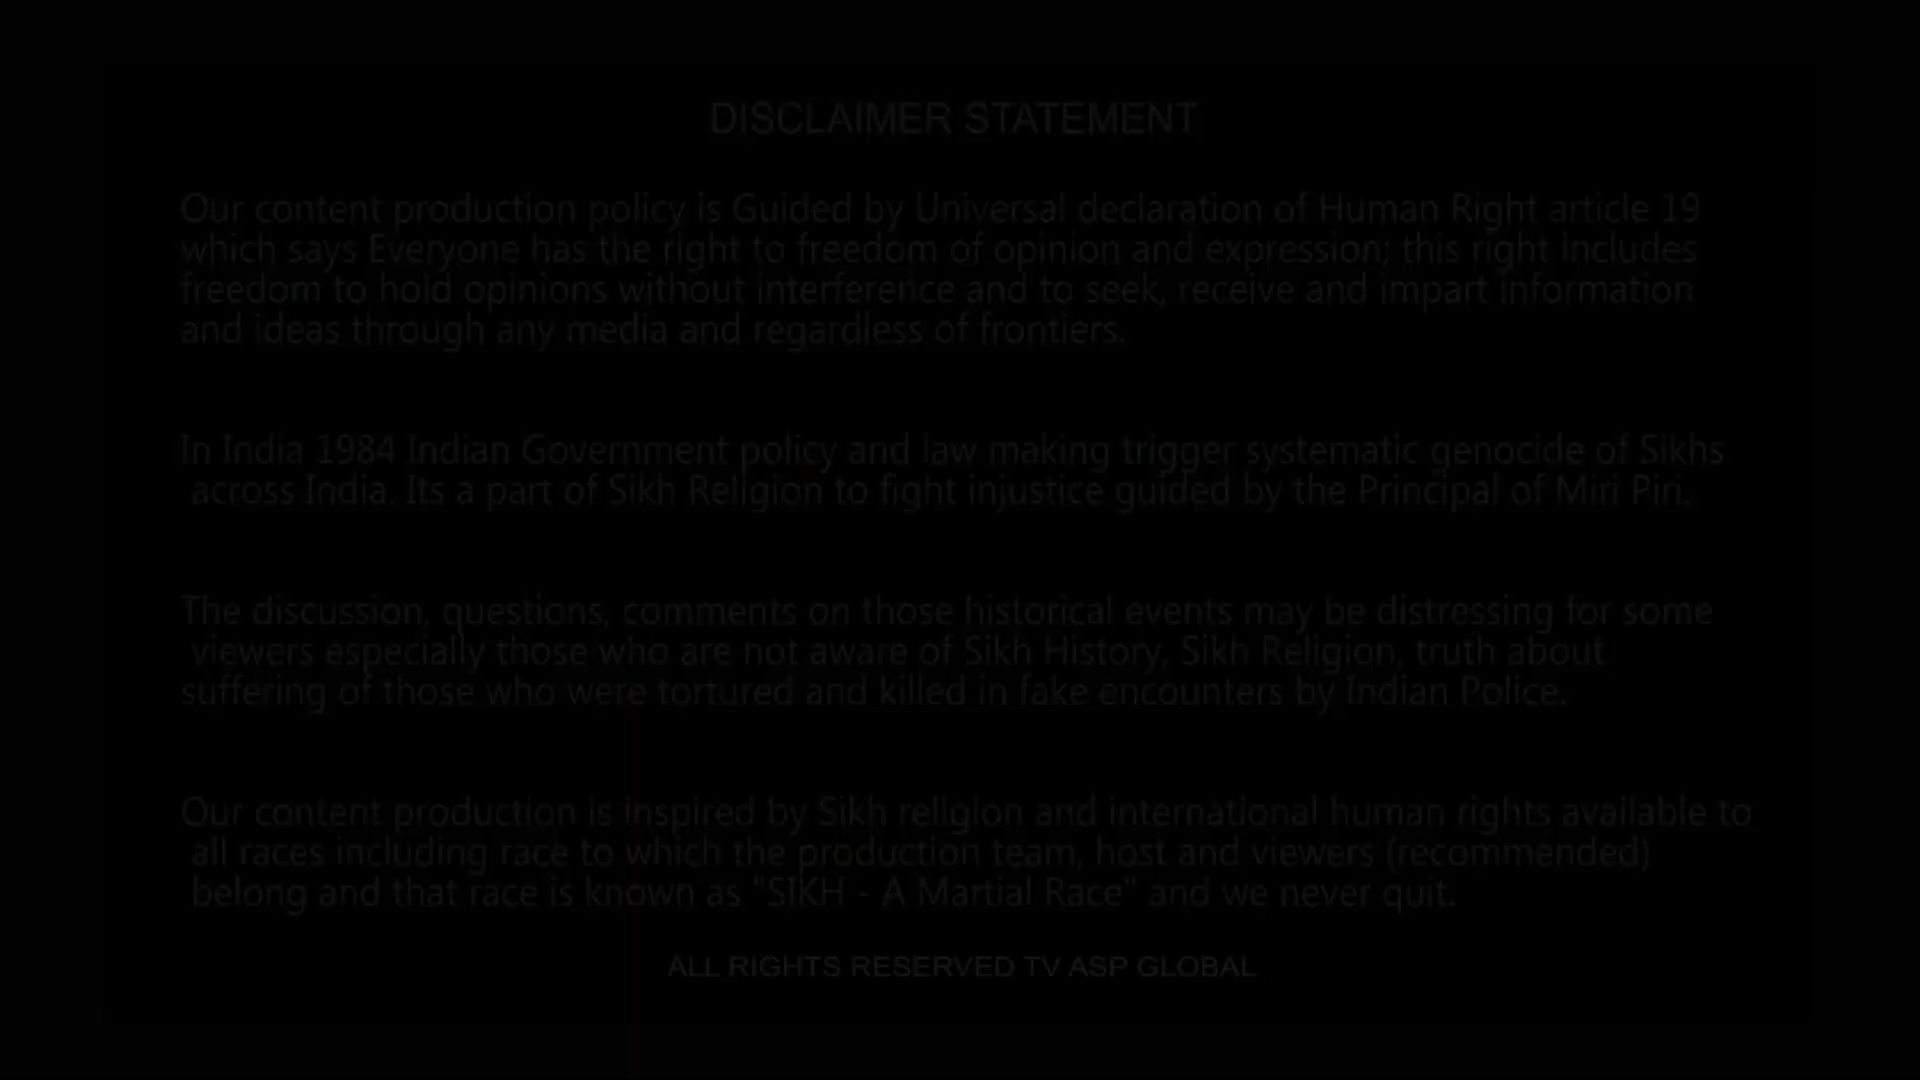 DISCLAIMER STATEMENT
Our content production policy is Guided by Universal declaration of Human Right article 19
which says Everyone has the right to freedom of opinion and expression; this right includes
freedom to hold opinions without interference and to seek, receive and impart information
and ideas through any media and regardless of frontiers.
In India 1984 Indian Government policy and law making trigger systematic genocide of Sikhs
across India. Its a part of Sikh Religion to fight injustice guided by the Principal of Miri Piri.
The discussion, questions, comments on those historical events may be distressing for some
viewers especially those who are not aware of Sikh History, Sikh Religion, truth about
suffering of those who were tortured and killed in fake encounters by Indian Police.
Our content production is inspired by Sikh religion and international human rights available to
all races including race to which the production team, host and viewers (recommended)
belong and that race is known as "SIKH - A Martial Race" and we never quit.
ALL RIGHTS RESERVED TV ASP GLOBAL